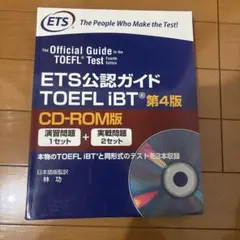 ETS The People Who Make the Test!
The Official Guide to the
TOEFL® Test Fourth Edition
ETS公認ガイド
TOEFL iBT® 第4版
CD-ROM版
演習問題 1セット + 実戦問題 2セット
本物のTOEFL iBT®と同形式のテストを3本収録
日本語版監訳
林 功